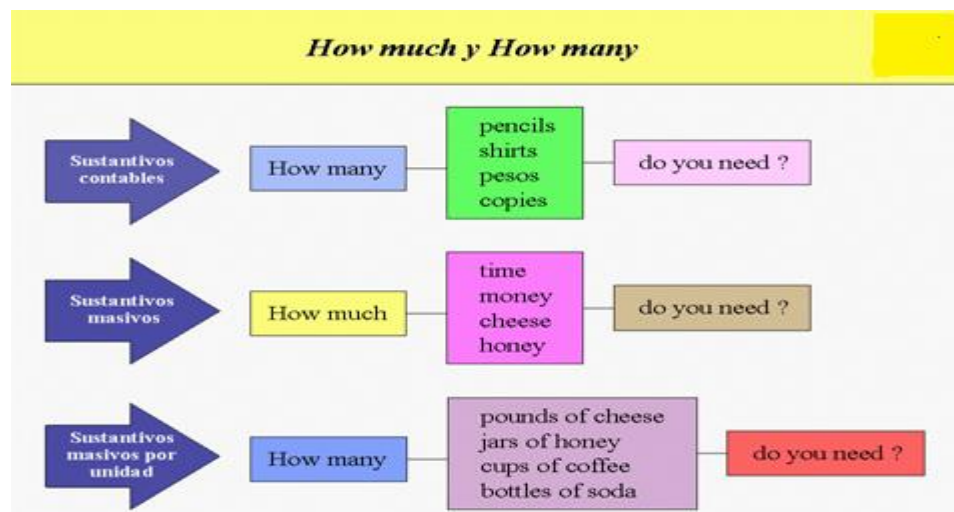 How much y How many
Sustantivos
contables
How many
pencils
shirts
pesos
copies
do you need ?
Sustantivos
masivos
How much
time
money
cheese
honey
do you need ?
Sustantivos
masivos por
unidad
How many
pounds of cheese
jars of honey
cups of coffee
bottles of soda
do you need ?